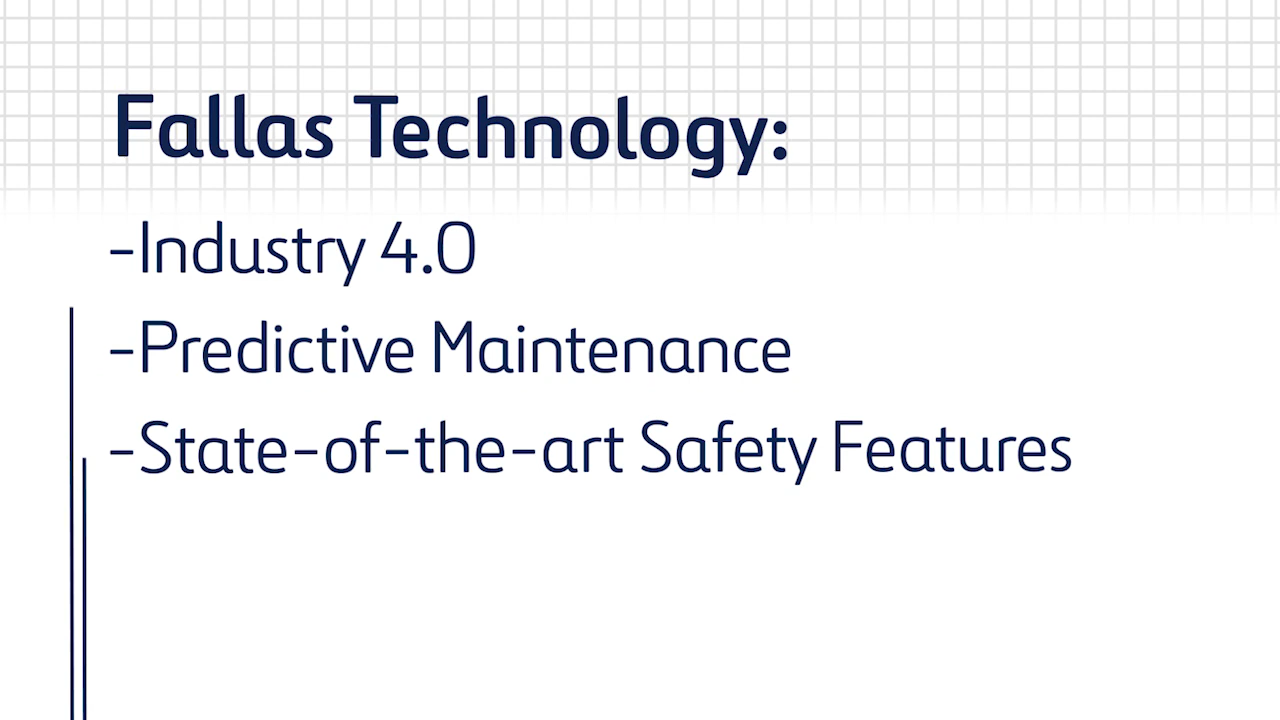 Fallas Technology:
-Industry 4.0
-Predictive Maintenance
-State-of-the-art Safety Features